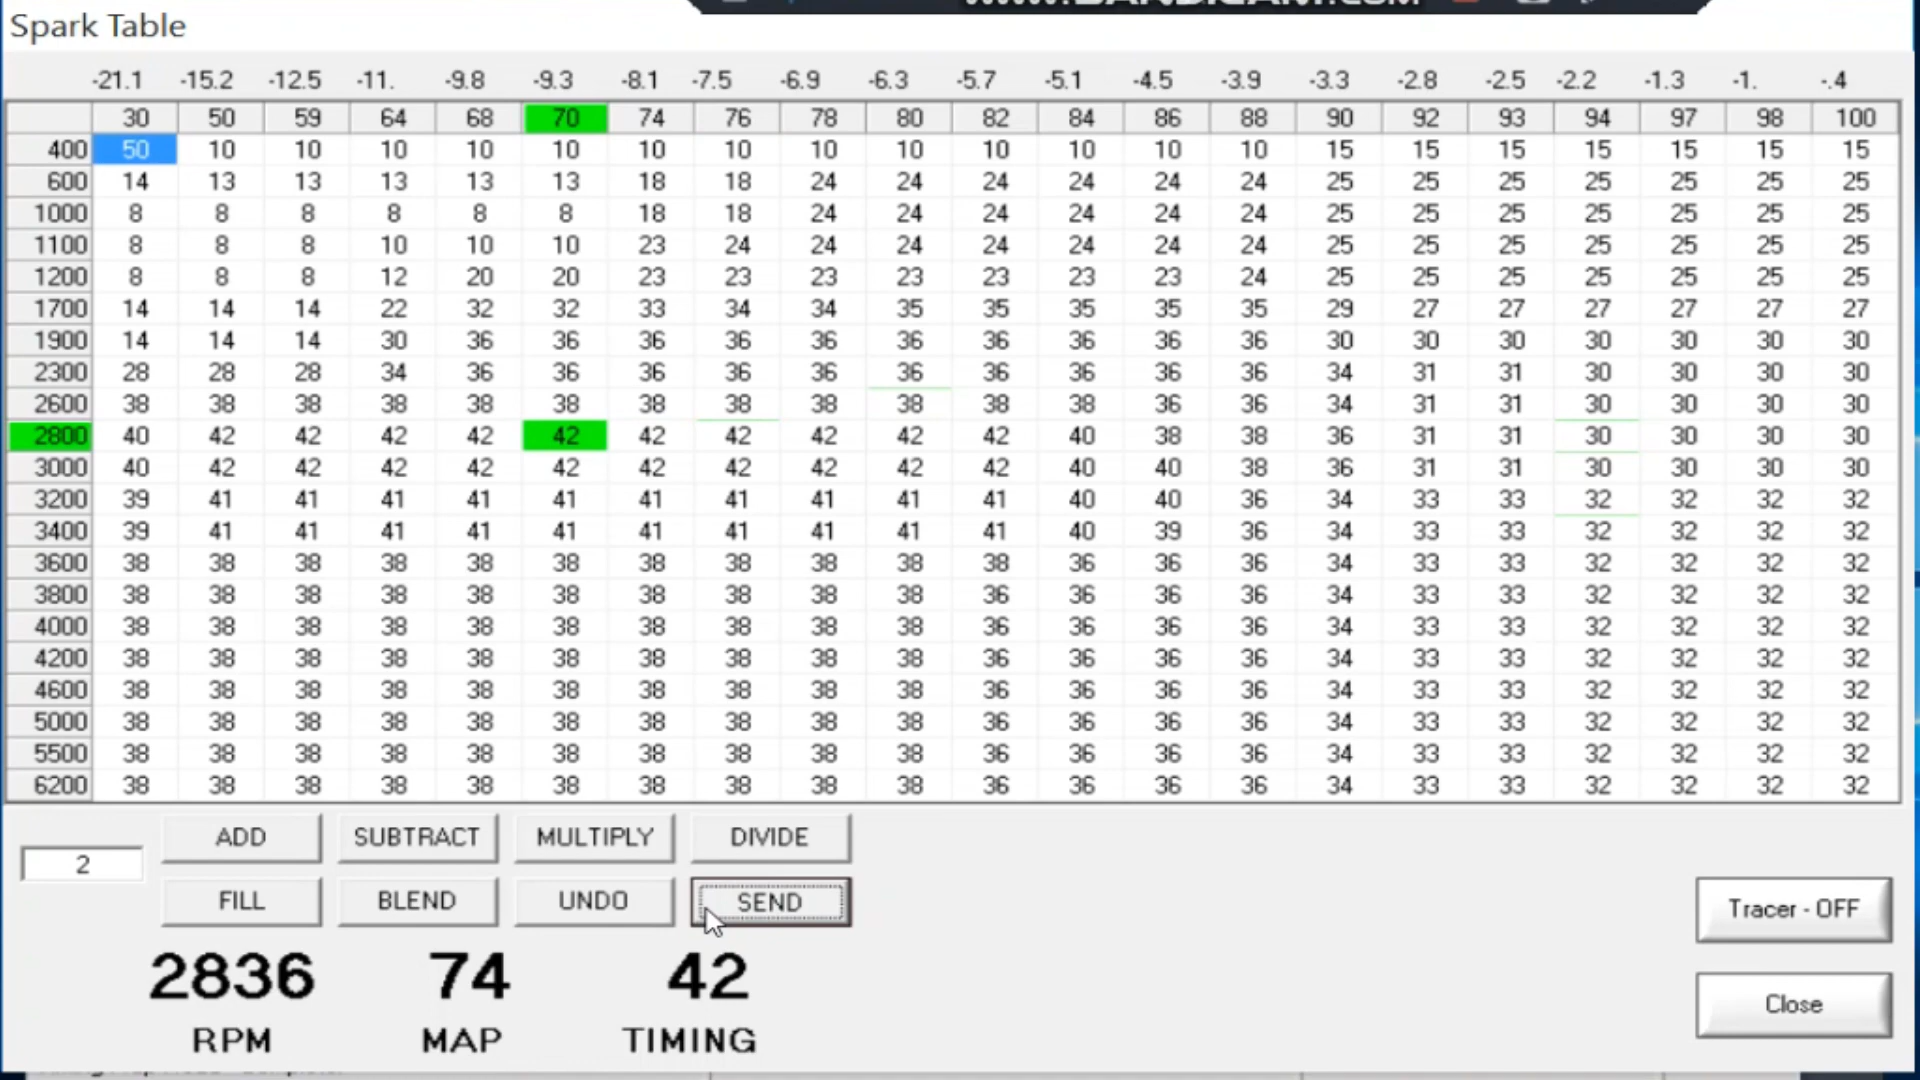 Spark Table
-21.1 -15.2 -12.5 -11. -9.8 -9.3 -8.1 -7.5 -6.9 -6.3 -5.7 -5.1 -4.5 -3.9 -3.3 -2.8 -2.5 -2.2 -1.3 -1. -.4
30 50 59 64 68 70 74 76 78 80 82 84 86 88 90 92 93 94 97 98 100
400 50 10 10 10 10 10 10 10 10 10 10 10 10 10 15 15 15 15 15 15 15
600 14 13 13 13 13 13 18 18 24 24 24 24 24 24 25 25 25 25 25 25 25
1000 8 8 8 8 8 8 18 18 24 24 24 24 24 24 25 25 25 25 25 25 25
1100 8 8 8 10 10 10 23 24 24 24 24 24 24 24 25 25 25 25 25 25 25
1200 8 8 8 12 20 20 23 23 23 23 23 23 23 24 25 25 25 25 25 25 25
1700 14 14 14 22 32 32 33 34 34 35 35 35 35 35 29 27 27 27 27 27 27
1900 14 14 14 30 36 36 36 36 36 36 36 36 36 36 30 30 30 30 30 30 30
2300 28 28 28 34 36 36 36 36 36 36 36 36 36 36 34 31 31 30 30 30 30
2600 38 38 38 38 38 38 38 38 38 38 38 38 36 36 34 31 31 30 30 30 30
2800 40 42 42 42 42 42 42 42 42 42 42 40 38 38 36 31 31 30 30 30 30
3000 40 42 42 42 42 42 42 42 42 42 42 40 40 38 36 31 31 30 30 30 30
3200 39 41 41 41 41 41 41 41 41 41 41 40 40 36 34 33 33 32 32 32 32
3400 39 41 41 41 41 41 41 41 41 41 41 40 39 36 34 33 33 32 32 32 32
3600 38 38 38 38 38 38 38 38 38 38 38 36 36 36 34 33 33 32 32 32 32
3800 38 38 38 38 38 38 38 38 38 38 36 36 36 36 34 33 33 32 32 32 32
4000 38 38 38 38 38 38 38 38 38 38 36 36 36 36 34 33 33 32 32 32 32
4200 38 38 38 38 38 38 38 38 38 38 36 36 36 36 34 33 33 32 32 32 32
4600 38 38 38 38 38 38 38 38 38 38 36 36 36 36 34 33 33 32 32 32 32
5000 38 38 38 38 38 38 38 38 38 38 36 36 36 36 34 33 33 32 32 32 32
5500 38 38 38 38 38 38 38 38 38 38 36 36 36 36 34 33 33 32 32 32 32
6200 38 38 38 38 38 38 38 38 38 38 36 36 36 36 34 33 33 32 32 32 32
2 ADD SUBTRACT MULTIPLY DIVIDE
FILL BLEND UNDO SEND
Tracer - OFF
2836 74 42
RPM MAP TIMING
Close